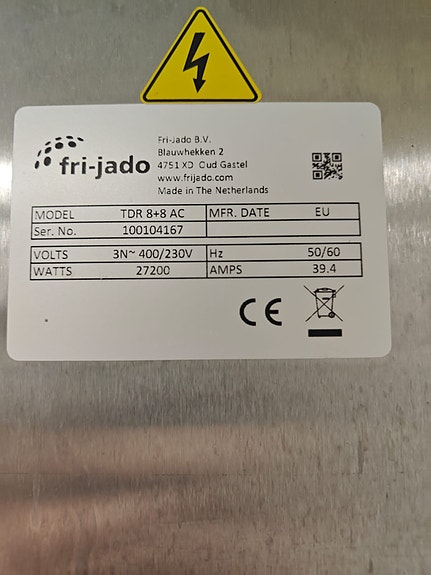 fri-jado
Fri-Jado B.V.
Blauwhekken 2
4751 XD Oud Gastel
www.frijado.com
Made in The Netherlands
MODEL TDR 8+8 AC MFR. DATE EU
Ser. No. 100104167
VOLTS 3N~ 400/230V Hz 50/60
WATTS 27200 AMPS 39.4
CE